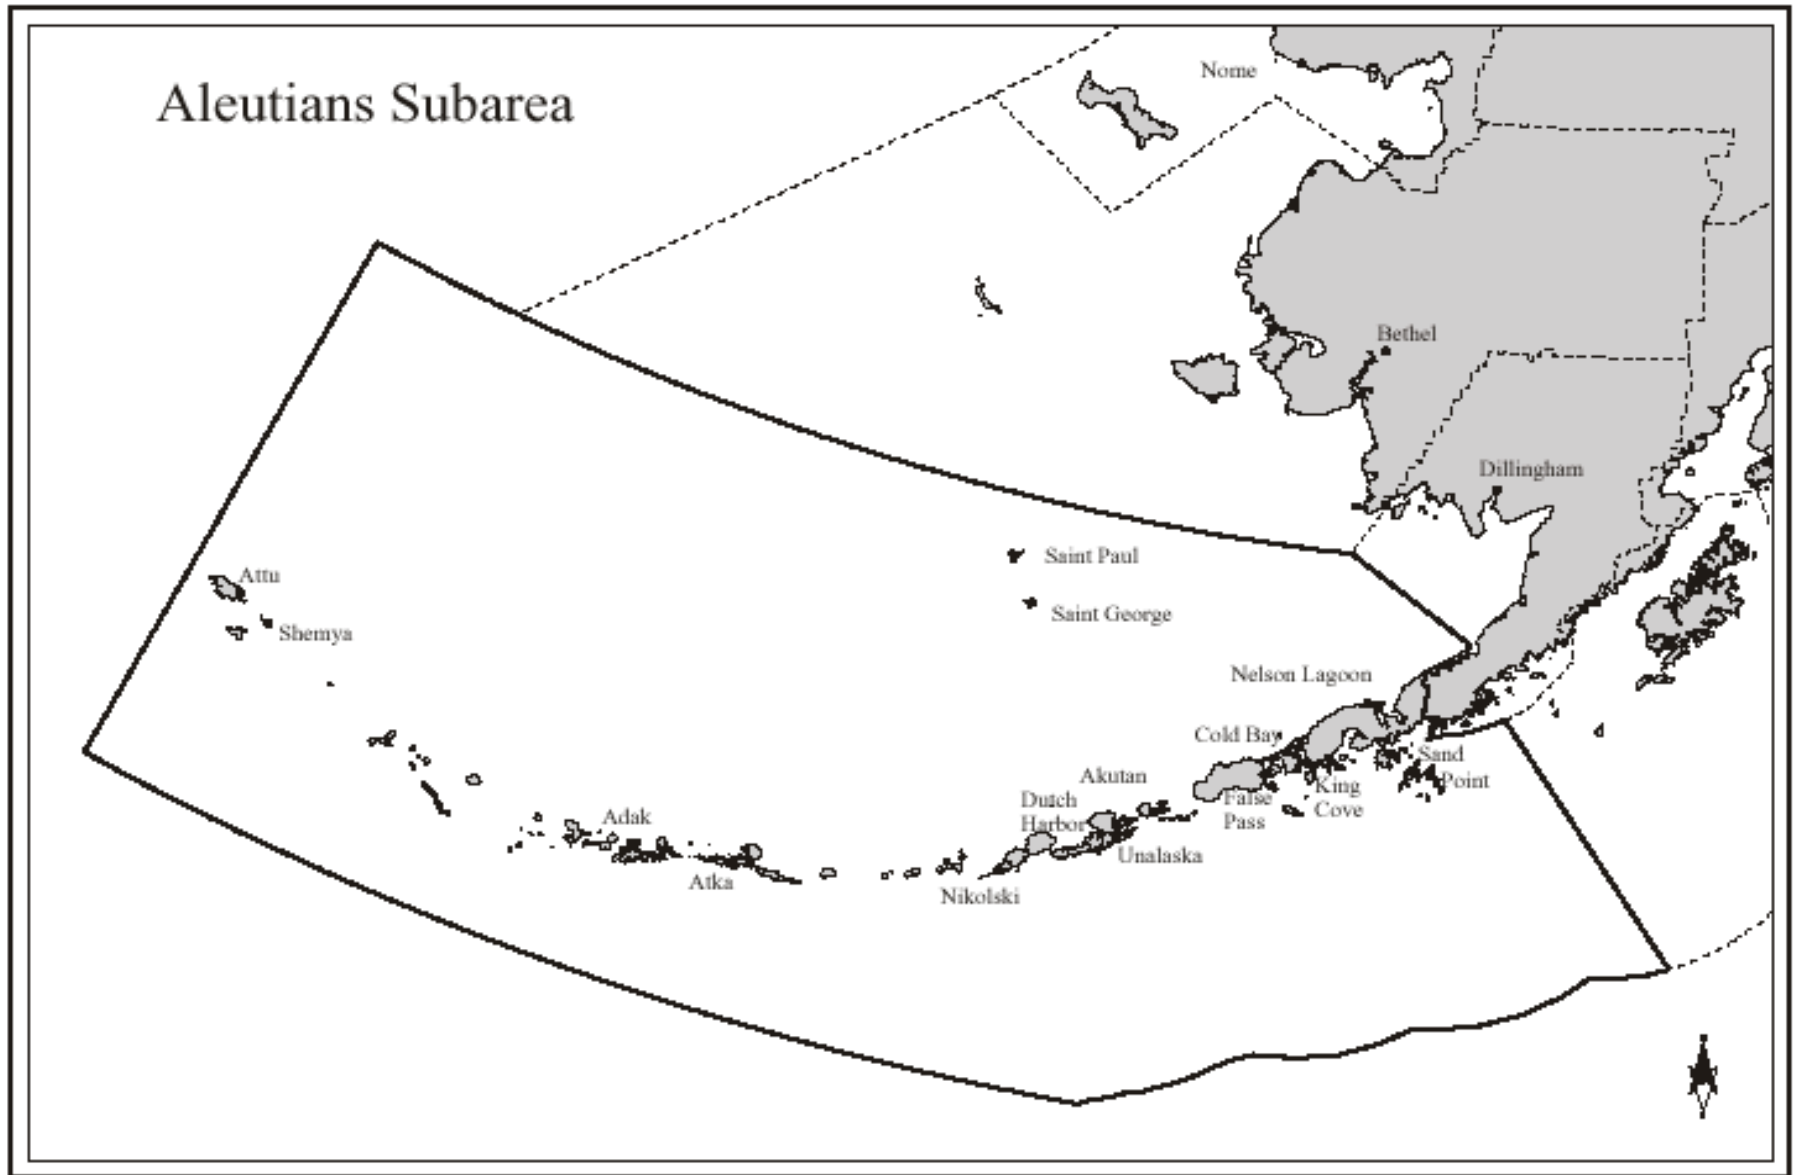 Aleutians Subarea
Nome
Bethel
Dillingham
Saint Paul
Attu
Saint George
Shemya
Nelson Lagoon
Cold Bay
Sand
Point
Akutan
King
Cove
False
Pass
Dutch
Harbor
Adak
Unalaska
Atka
Nikolski